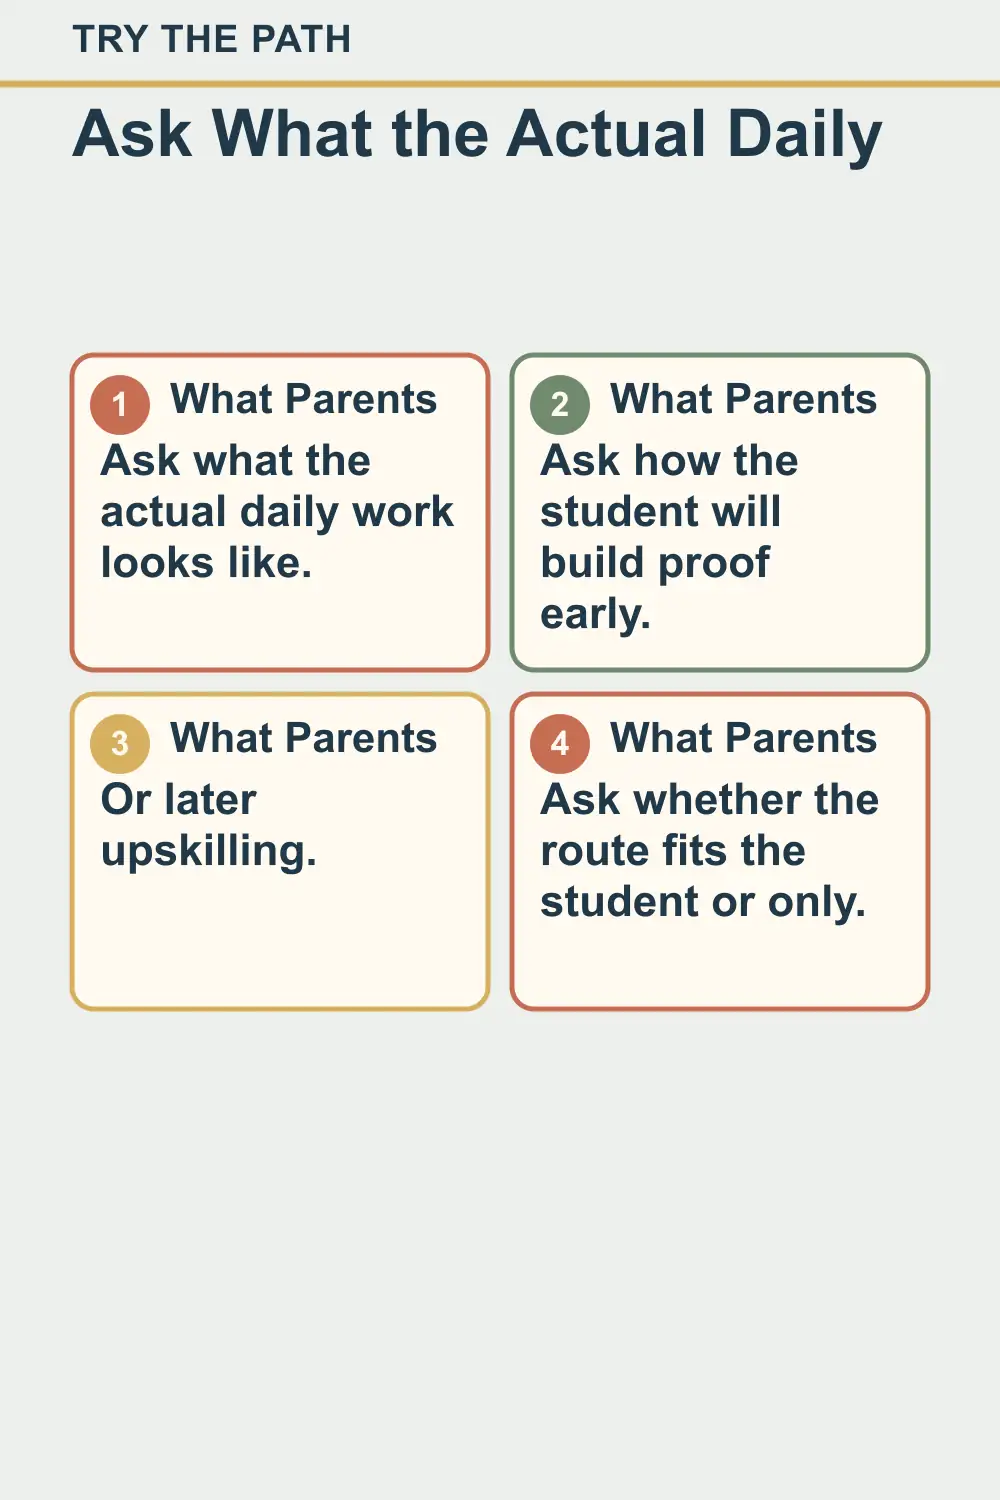 TRY THE PATH
Ask What the Actual Daily
1 What Parents
Ask what the
actual daily work
looks like.
2 What Parents
Ask how the
student will
build proof
early.
3 What Parents
Or later
upskilling.
4 What Parents
Ask whether the
route fits the
student or only.